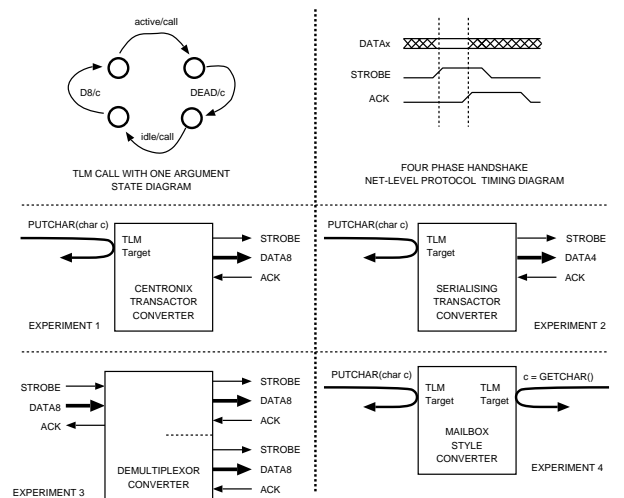 active/call
D8/c
DEAD/c
idle/call
TLM CALL WITH ONE ARGUMENT
STATE DIAGRAM
DATAx
STROBE
ACK
FOUR PHASE HANDSHAKE
NET-LEVEL PROTOCOL TIMING DIAGRAM
PUTCHAR(char c)
TLM
Target
STROBE
DATA8
ACK
CENTRONIX
TRANSACTOR
CONVERTER
EXPERIMENT 1
PUTCHAR(char c)
TLM
Target
STROBE
DATA4
ACK
SERIALISING
TRANSACTOR
CONVERTER
EXPERIMENT 2
STROBE
DATA8
ACK
STROBE
DATA8
ACK
STROBE
DATA8
ACK
DEMULTIPLEXOR
CONVERTER
EXPERIMENT 3
PUTCHAR(char c)
c = GETCHAR()
TLM
Target
TLM
Target
MAILBOX
STYLE
CONVERTER
EXPERIMENT 4